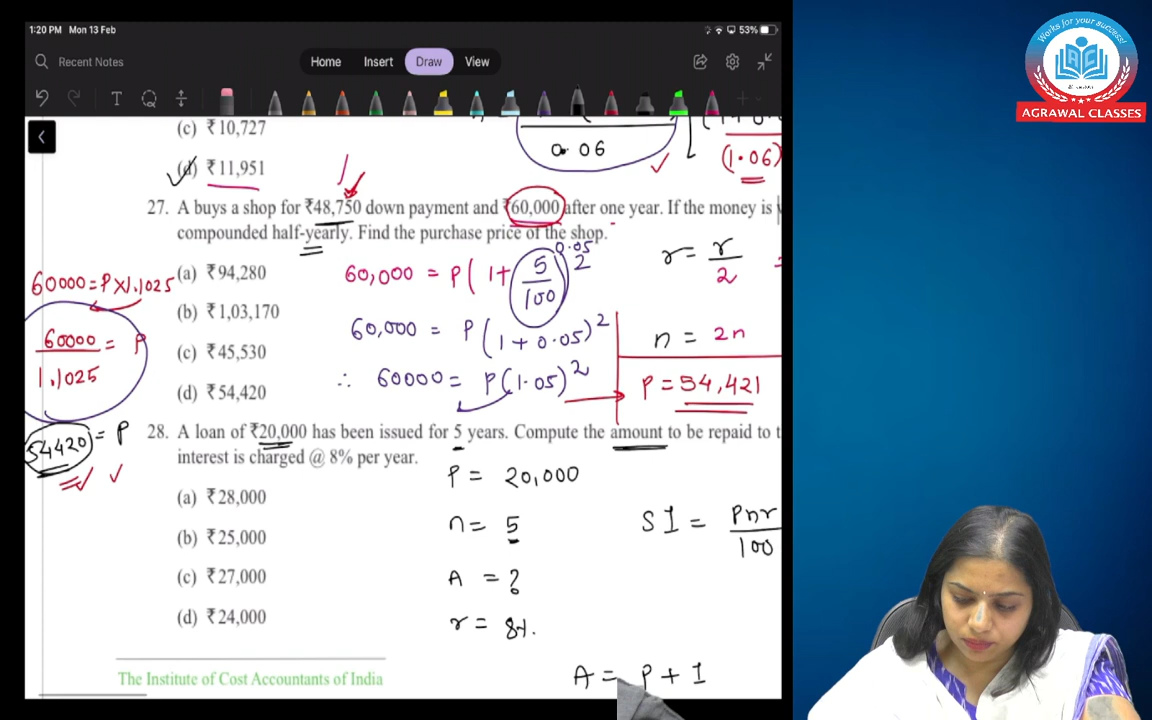 1:20 PM Mon 13 Feb
53%
Recent Notes
Home Insert Draw View
Works for your success!
AC
AGRAWAL CLASSES
(c) ₹10,727
(d) ₹11,951
0.06
(1.06)
27. A buys a shop for ₹48,750 down payment and ₹60,000 after one year. If the money is
compounded half-yearly. Find the purchase price of the shop.
(a) ₹94,280
(b) ₹1,03,170
(c) ₹45,530
(d) ₹54,420
60000 = P×1.1025
60000/1.1025 = P
54420 = P
60,000 = P(1+5/100)2
0.05
60,000 = P(1+0.05)2
∴ 60000 = P(1.05)2
r = r/2 =
n = 2n
P = 54,421
28. A loan of ₹20,000 has been issued for 5 years. Compute the amount to be repaid to t
interest is charged @ 8% per year.
(a) ₹28,000
(b) ₹25,000
(c) ₹27,000
(d) ₹24,000
P = 20,000
n = 5
A = ?
r = 8%.
SI = Pnr/100
A = P + I
The Institute of Cost Accountants of India